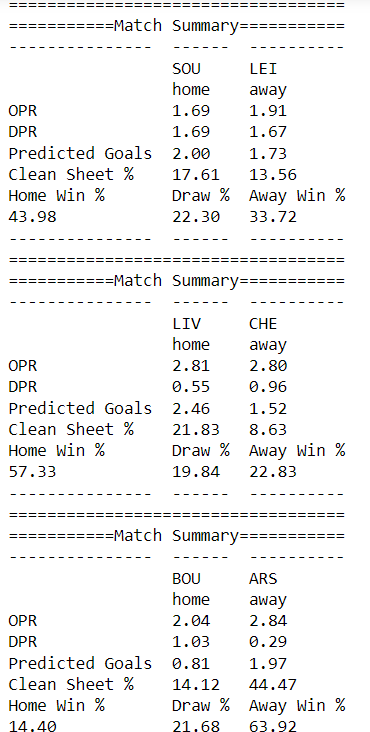 ===================================
===========Match Summary===========
---------------  ------  ----------
                 SOU     LEI
                 home    away
OPR              1.69    1.91
DPR              1.69    1.67
Predicted Goals  2.00    1.73
Clean Sheet %    17.61   13.56
Home Win %       Draw %  Away Win %
43.98            22.30   33.72
---------------  ------  ----------
===================================
===========Match Summary===========
---------------  ------  ----------
                 LIV     CHE
                 home    away
OPR              2.81    2.80
DPR              0.55    0.96
Predicted Goals  2.46    1.52
Clean Sheet %    21.83   8.63
Home Win %       Draw %  Away Win %
57.33            19.84   22.83
---------------  ------  ----------
===================================
===========Match Summary===========
---------------  ------  ----------
                 BOU     ARS
                 home    away
OPR              2.04    2.84
DPR              1.03    0.29
Predicted Goals  0.81    1.97
Clean Sheet %    14.12   44.47
Home Win %       Draw %  Away Win %
14.40            21.68   63.92